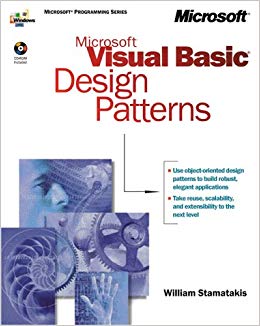 MICROSOFT® PROGRAMMING SERIES
Microsoft®
Windows
CD-ROM
Included
Microsoft
Visual Basic®
Design
Patterns
• Use object-oriented design
patterns to build robust,
elegant applications
• Take reuse, scalability,
and extensibility to the
next level
William Stamatakis